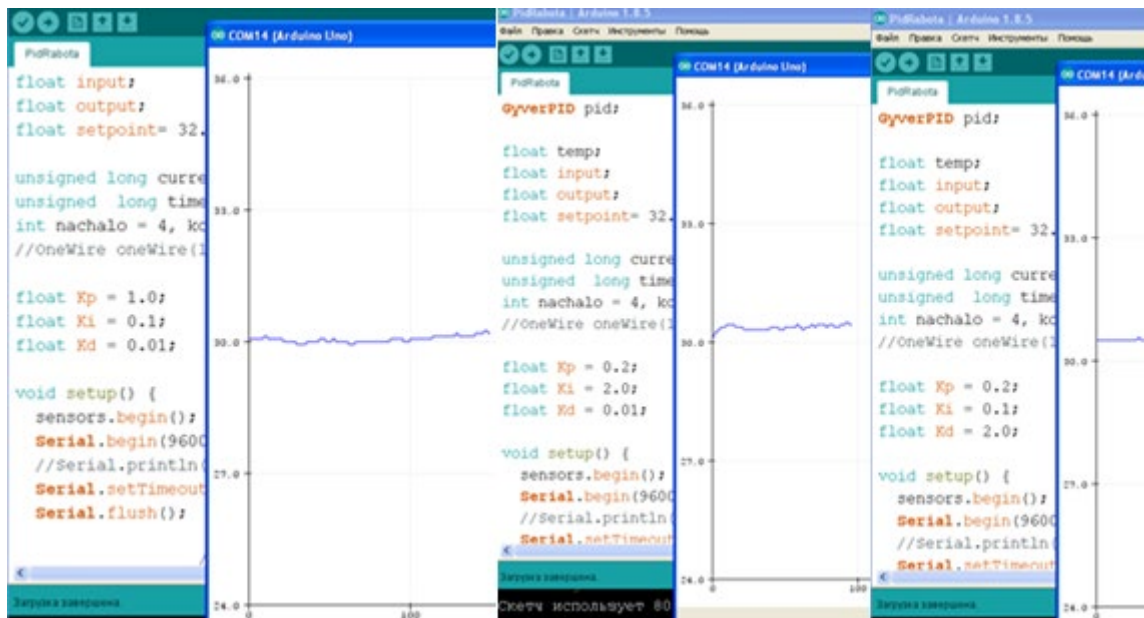 PidRabota
float input;
float output;
float setpoint= 32.
unsigned long curre
unsigned long time
int nachalo = 4, kc
//OneWire oneWire(1
float Kp = 1.0;
float Ki = 0.1;
float Kd = 0.01;
void setup() {
sensors.begin();
Serial.begin(9600
//Serial.println(
Serial.setTimeout
Serial.flush();
Загрузка завершена.
COM14 (Arduino Uno)
36.0
33.0
30.0
27.0
24.0
0
100
PidRabota | Arduino 1.8.5
Файл Правка Скетч Инструменты Помощь
PidRabota
GyverPID pid;
float temp;
float input;
float output;
float setpoint= 32.
unsigned long curre
unsigned long time
int nachalo = 4, kc
//OneWire oneWire(1
float Kp = 0.2;
float Ki = 2.0;
float Kd = 0.01;
void setup() {
sensors.begin();
Serial.begin(9600
//Serial.println(
Serial.setTimeout
Загрузка завершена.
Скетч использует 80
COM14 (Arduino Uno)
36.0
33.0
30.0
27.0
24.0
0
100
PidRabota | Arduino 1.8.5
Файл Правка Скетч Инструменты Помощь
PidRabota
GyverPID pid;
float temp;
float input;
float output;
float setpoint= 32.
unsigned long curre
unsigned long time
int nachalo = 4, kc
//OneWire oneWire(1
float Kp = 0.2;
float Ki = 0.1;
float Kd = 2.0;
void setup() {
sensors.begin();
Serial.begin(9600
//Serial.println(
Serial.setTimeout
Загрузка завершена.
COM14 (Ardu
36.0
33.0
30.0
27.0
24.0
0